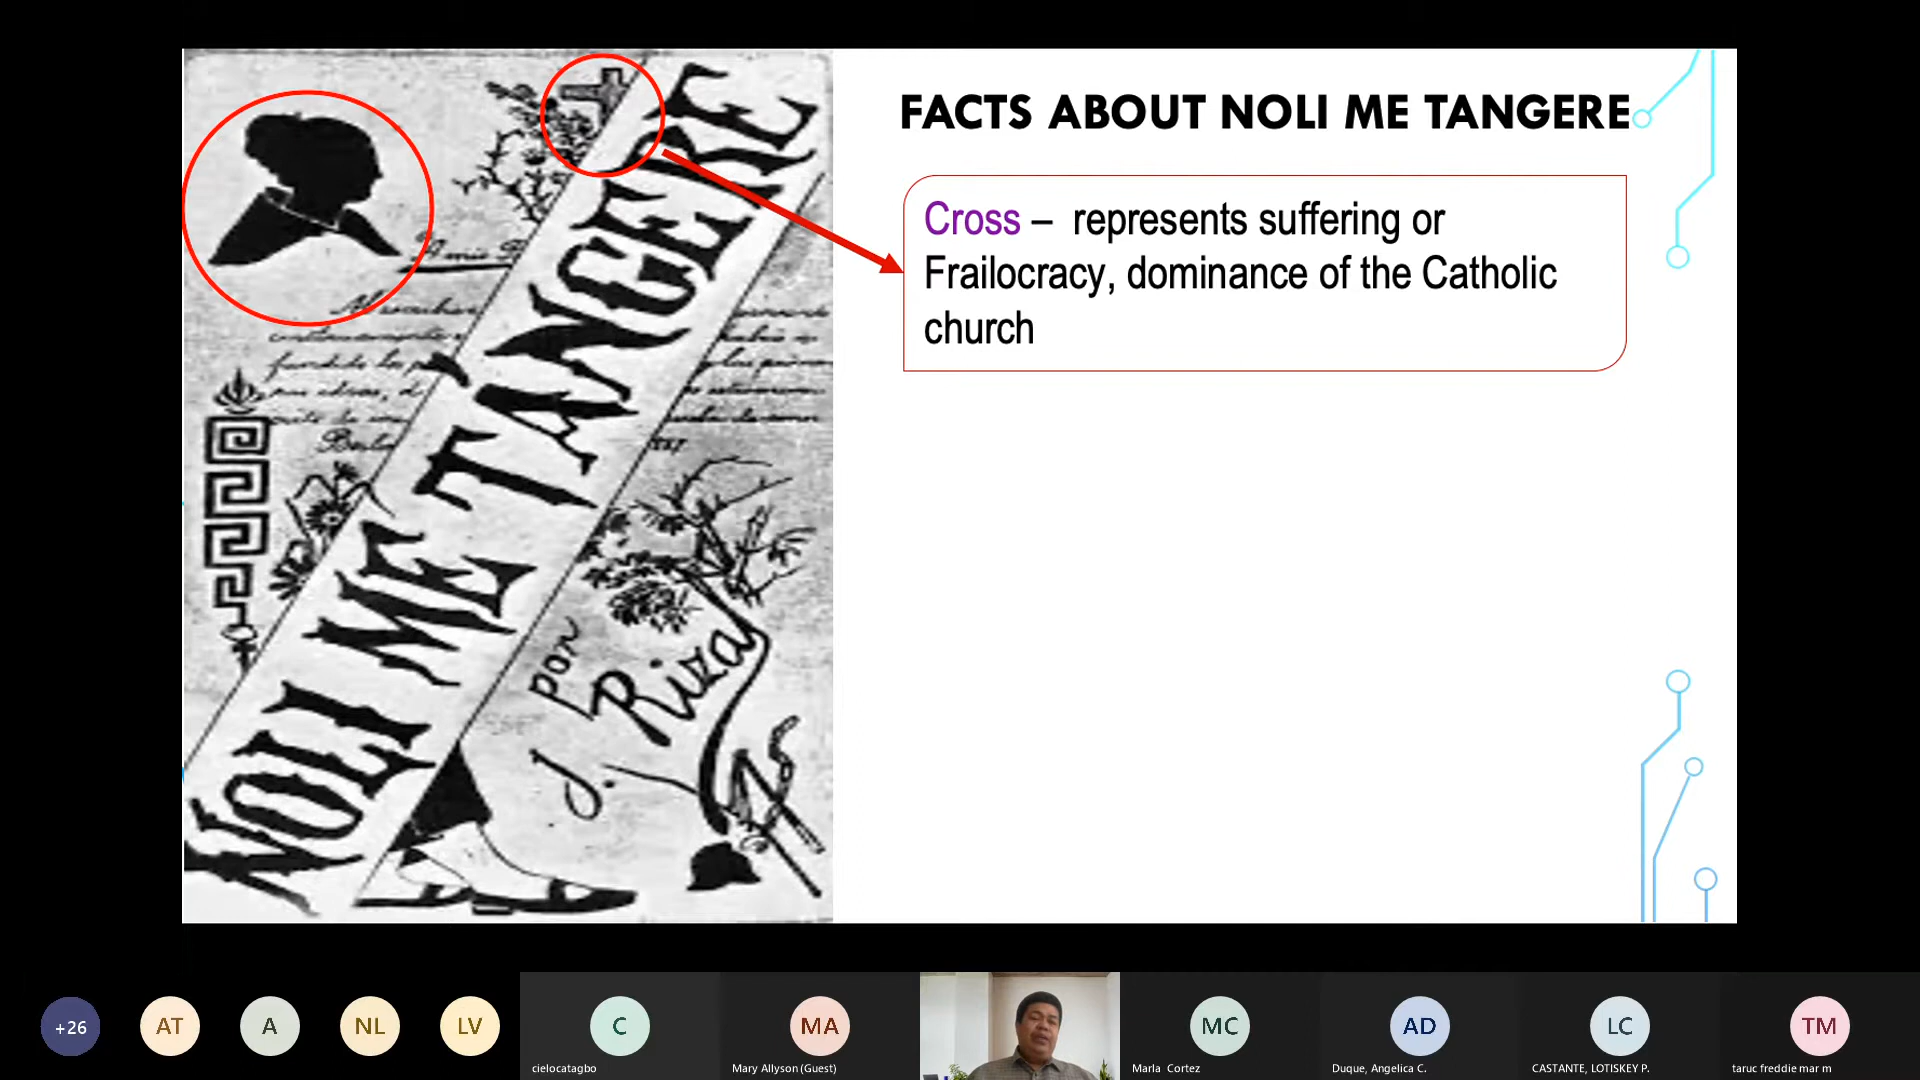 FACTS ABOUT NOLI ME TANGERE
Cross – represents suffering or
Frailocracy, dominance of the Catholic
church
NOLI ME TÁNGERE
por
J. Rizal
+26
AT
A
NL
LV
C
cielocatagbo
MA
Mary Allyson (Guest)
MC
Marla Cortez
AD
Duque, Angelica C.
LC
CASTANTE, LOTISKEY P.
TM
taruc freddie mar m